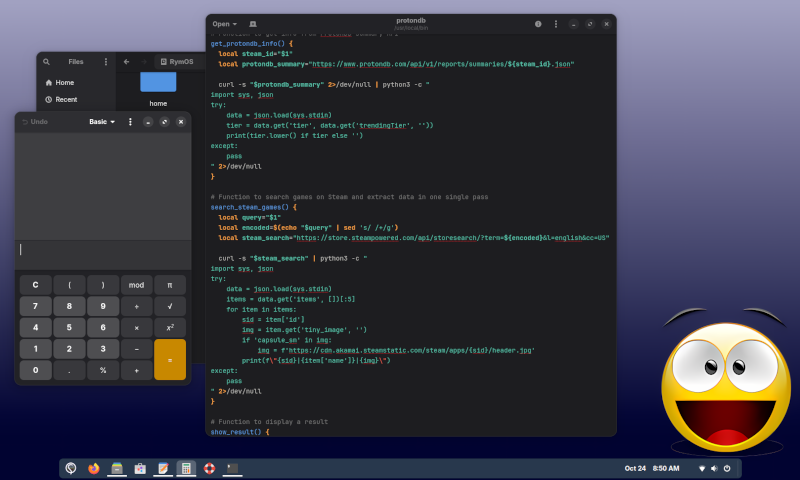 Open
protondb
/usr/local/bin
get_protondb_info() {
local steam_id="$1"
local protondb_summary="https://www.protondb.com/api/v1/reports/summaries/${steam_id}.json"
curl -s "$protondb_summary" 2>/dev/null | python3 -c "
import sys, json
try:
data = json.load(sys.stdin)
tier = data.get('tier', data.get('trendingTier', ''))
print(tier.lower() if tier else '')
except:
pass
" 2>/dev/null
}
# Function to search games on Steam and extract data in one single pass
search_steam_games() {
local query="$1"
local encoded=$(echo "$query" | sed 's/ /+/g')
local steam_search="https://store.steampowered.com/api/storesearch/?term=${encoded}&l=english&cc=US"
curl -s "$steam_search" | python3 -c "
import sys, json
try:
data = json.load(sys.stdin)
items = data.get('items', [])[:5]
for item in items:
sid = item['id']
img = item.get('tiny_image', '')
if 'capsule_sm' in img:
img = f'https://cdn.akamai.steamstatic.com/steam/apps/{sid}/header.jpg'
print(f\"{sid}|{item['name']}|{img}\")
except:
pass
" 2>/dev/null
}
# Function to display a result
show_result() {
Files
RymOS
Home
Recent
home
Undo
Basic
C ( ) mod π
7 8 9 ÷ √
4 5 6 × x²
1 2 3 − =
0 . % +
Oct 24 8:50 AM